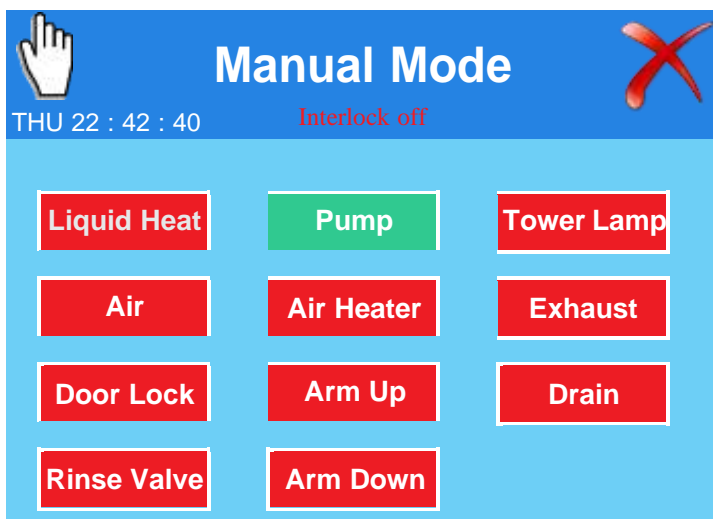 Manual Mode
THU 22 : 42 : 40
Interlock off
Liquid Heat
Pump
Tower Lamp
Air
Air Heater
Exhaust
Door Lock
Arm Up
Drain
Rinse Valve
Arm Down